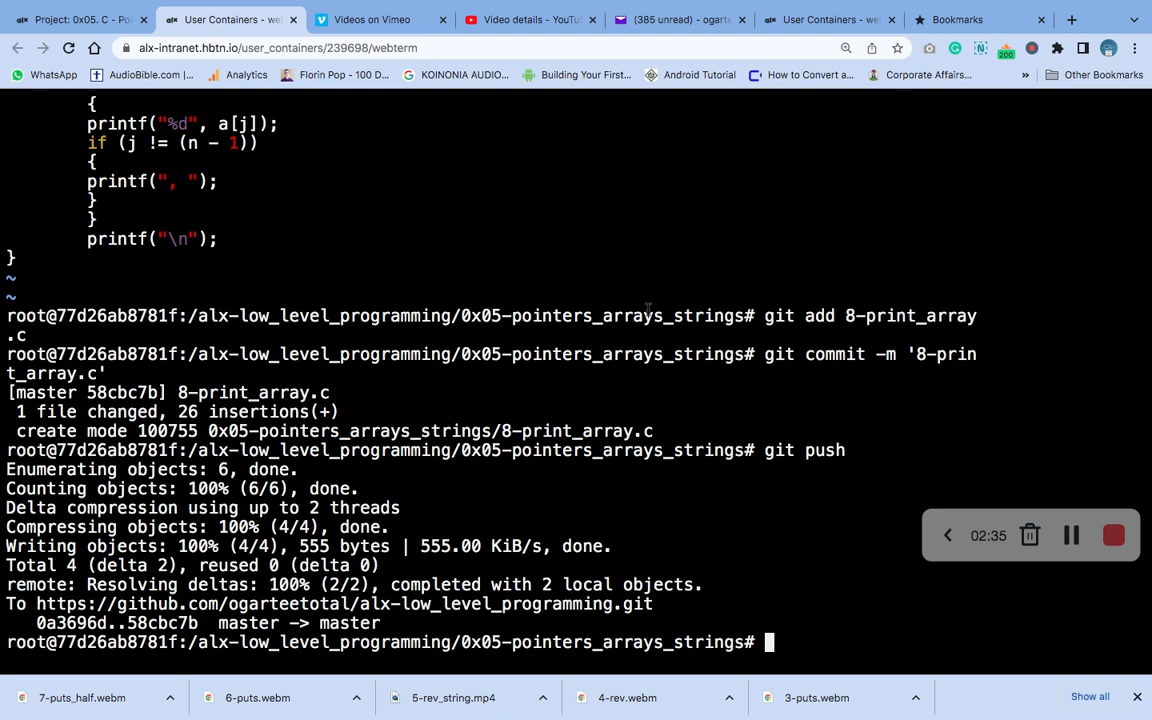 Project: 0x05. C - Poi
User Containers - we
Videos on Vimeo
Video details - YouTu
(385 unread) - ogarte
User Containers - we
Bookmarks
alx-intranet.hbtn.io/user_containers/239698/webterm
200
WhatsApp
AudioBible.com |...
Analytics
Florin Pop - 100 D...
KOINONIA AUDIO...
Building Your First...
Android Tutorial
How to Convert a...
Corporate Affairs...
»
Other Bookmarks
{
printf("%d", a[j]);
if (j != (n - 1))
{
printf(", ");
}
}
printf("\n");
}
~
~
root@77d26ab8781f:/alx-low_level_programming/0x05-pointers_arrays_strings# git add 8-print_array
.c
root@77d26ab8781f:/alx-low_level_programming/0x05-pointers_arrays_strings# git commit -m '8-prin
t_array.c'
[master 58cbc7b] 8-print_array.c
1 file changed, 26 insertions(+)
create mode 100755 0x05-pointers_arrays_strings/8-print_array.c
root@77d26ab8781f:/alx-low_level_programming/0x05-pointers_arrays_strings# git push
Enumerating objects: 6, done.
Counting objects: 100% (6/6), done.
Delta compression using up to 2 threads
Compressing objects: 100% (4/4), done.
Writing objects: 100% (4/4), 555 bytes | 555.00 KiB/s, done.
Total 4 (delta 2), reused 0 (delta 0)
remote: Resolving deltas: 100% (2/2), completed with 2 local objects.
To https://github.com/ogarteetotal/alx-low_level_programming.git
0a3696d..58cbc7b  master -> master
root@77d26ab8781f:/alx-low_level_programming/0x05-pointers_arrays_strings#
02:35
7-puts_half.webm
6-puts.webm
5-rev_string.mp4
4-rev.webm
3-puts.webm
Show all